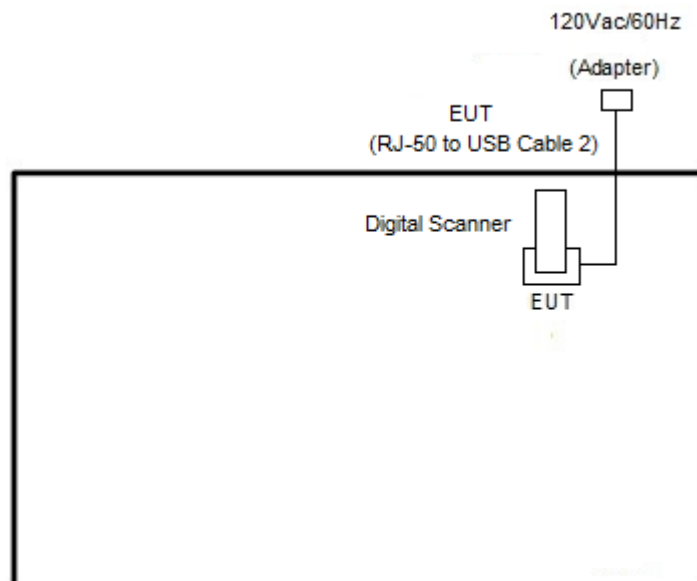 120Vac/60Hz
(Adapter)
EUT
(RJ-50 to USB Cable 2)
Digital Scanner
EUT